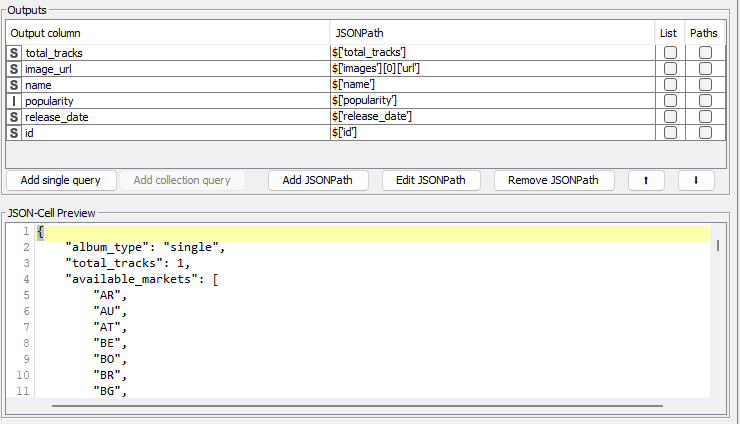 Outputs
Output column JSONPath List Paths
S total_tracks $['total_tracks']
S image_url $['images'][0]['url']
S name $['name']
I popularity $['popularity']
S release_date $['release_date']
S id $['id']
Add single query Add collection query Add JSONPath Edit JSONPath Remove JSONPath ⬆ ⬇
JSON-Cell Preview
1 {
2 "album_type": "single",
3 "total_tracks": 1,
4 "available_markets": [
5 "AR",
6 "AU",
7 "AT",
8 "BE",
9 "BO",
10 "BR",
11 "BG",